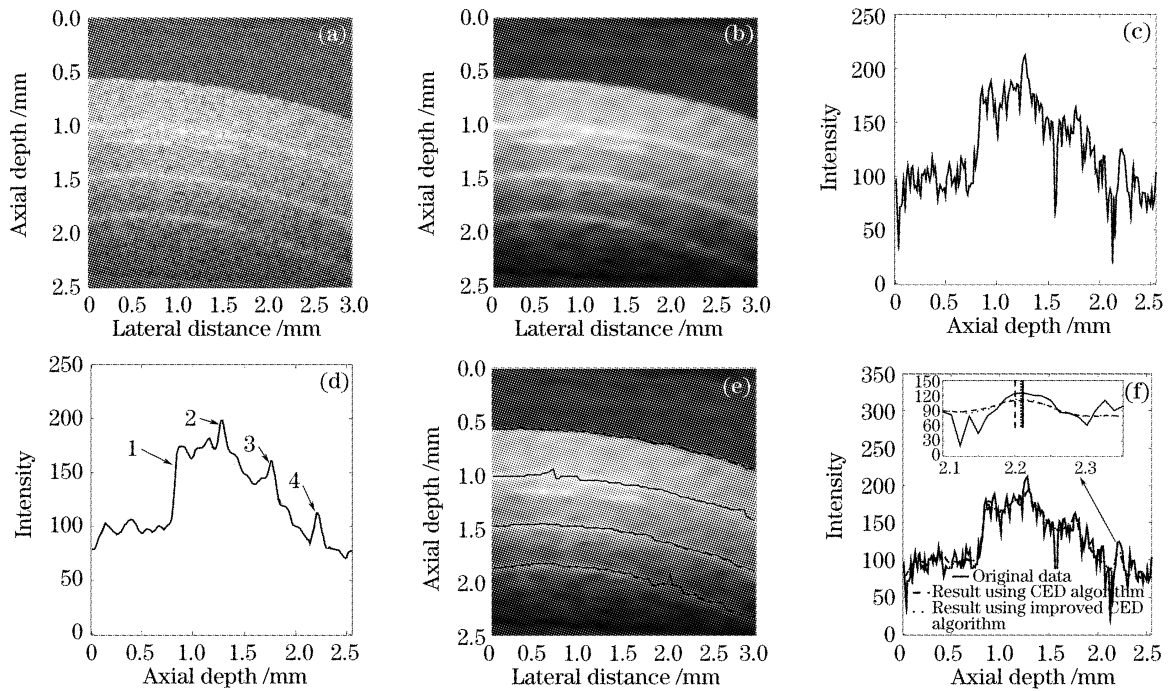 (a)
0.0
0.5
1.0
1.5
2.0
2.5
Axial depth /mm
0 0.5 1.0 1.5 2.0 2.5 3.0
Lateral distance /mm
(b)
0.0
0.5
1.0
1.5
2.0
2.5
Axial depth /mm
0 0.5 1.0 1.5 2.0 2.5 3.0
Lateral distance /mm
(c)
250
200
150
100
50
0
Intensity
0 0.5 1.0 1.5 2.0 2.5
Axial depth /mm
(d)
250
200
150
100
50
0
Intensity
1
2
3
4
0 0.5 1.0 1.5 2.0 2.5
Axial depth /mm
(e)
0.0
0.5
1.0
1.5
2.0
2.5
Axial depth /mm
0 0.5 1.0 1.5 2.0 2.5 3.0
Lateral distance /mm
(f)
350
300
250
200
150
100
50
0
Intensity
150
120
90
60
30
0
2.1 2.2 2.3
Original data
Result using CED algorithm
Result using improved CED
algorithm
0 0.5 1.0 1.5 2.0 2.5
Axial depth /mm